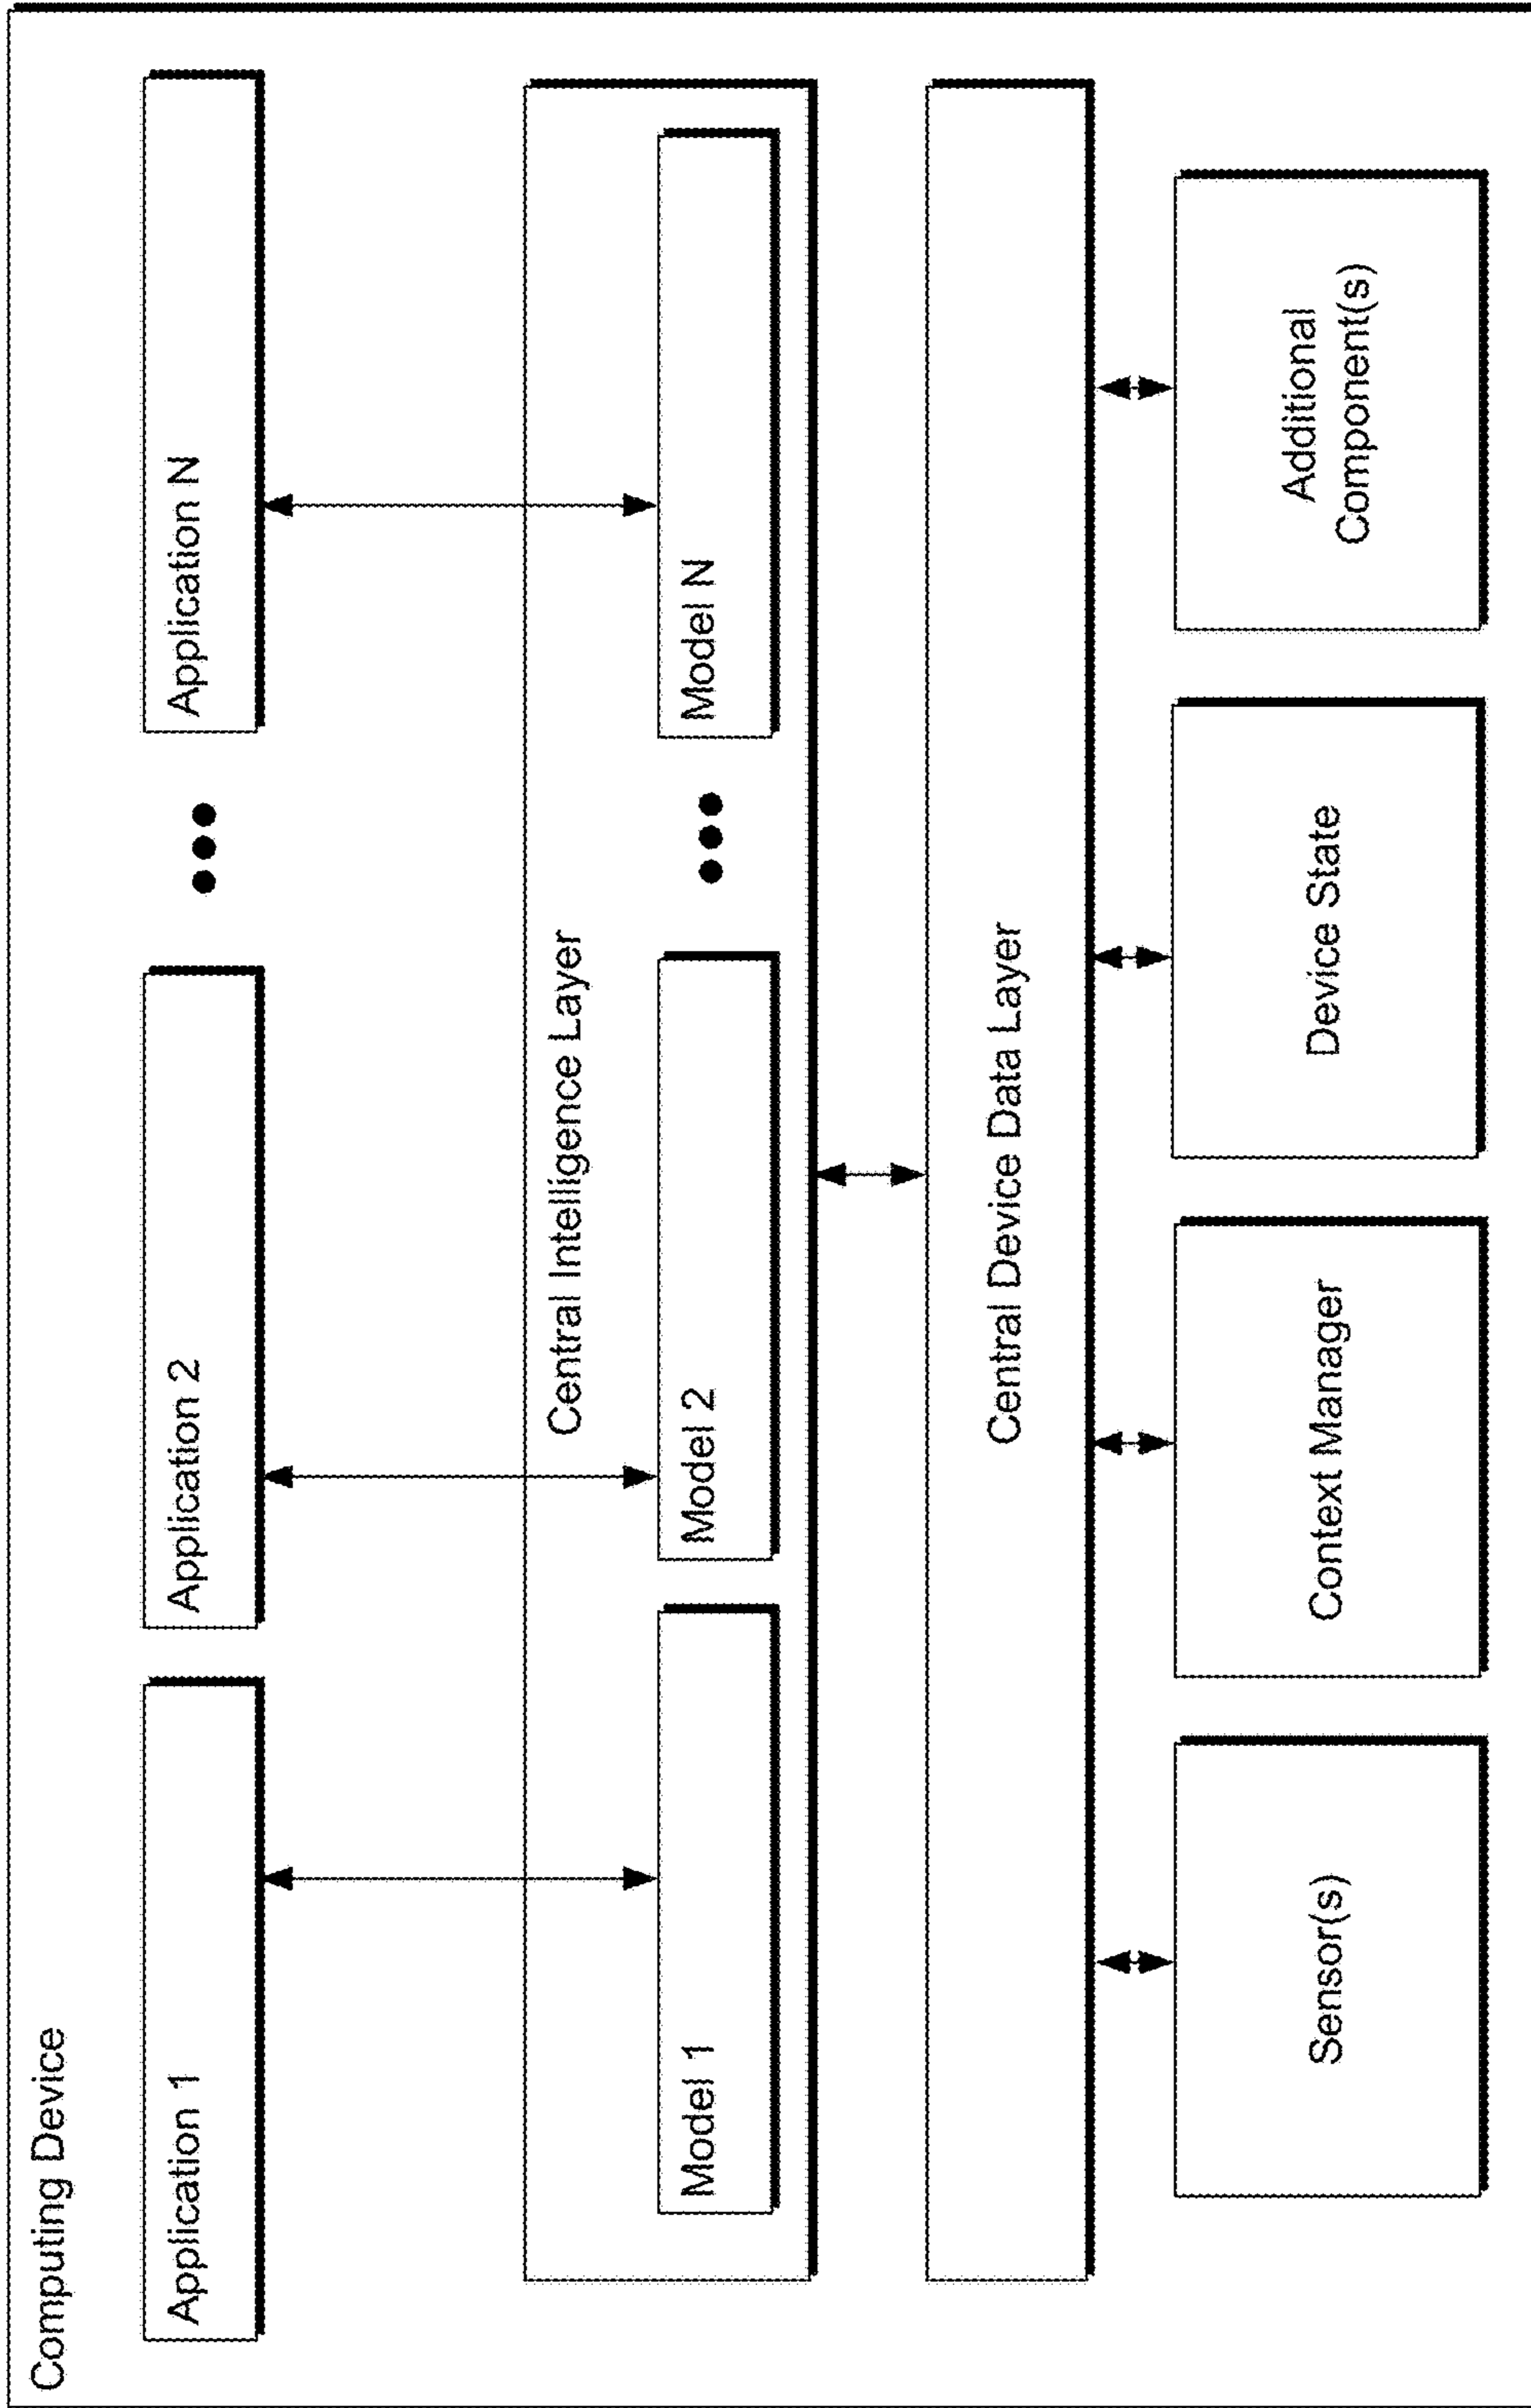 Computing Device
Application 1
Application 2
Application N
Central Intelligence Layer
Model 1
Model 2
Model N
Central Device Data Layer
Sensor(s)
Context Manager
Device State
Additional
Component(s)